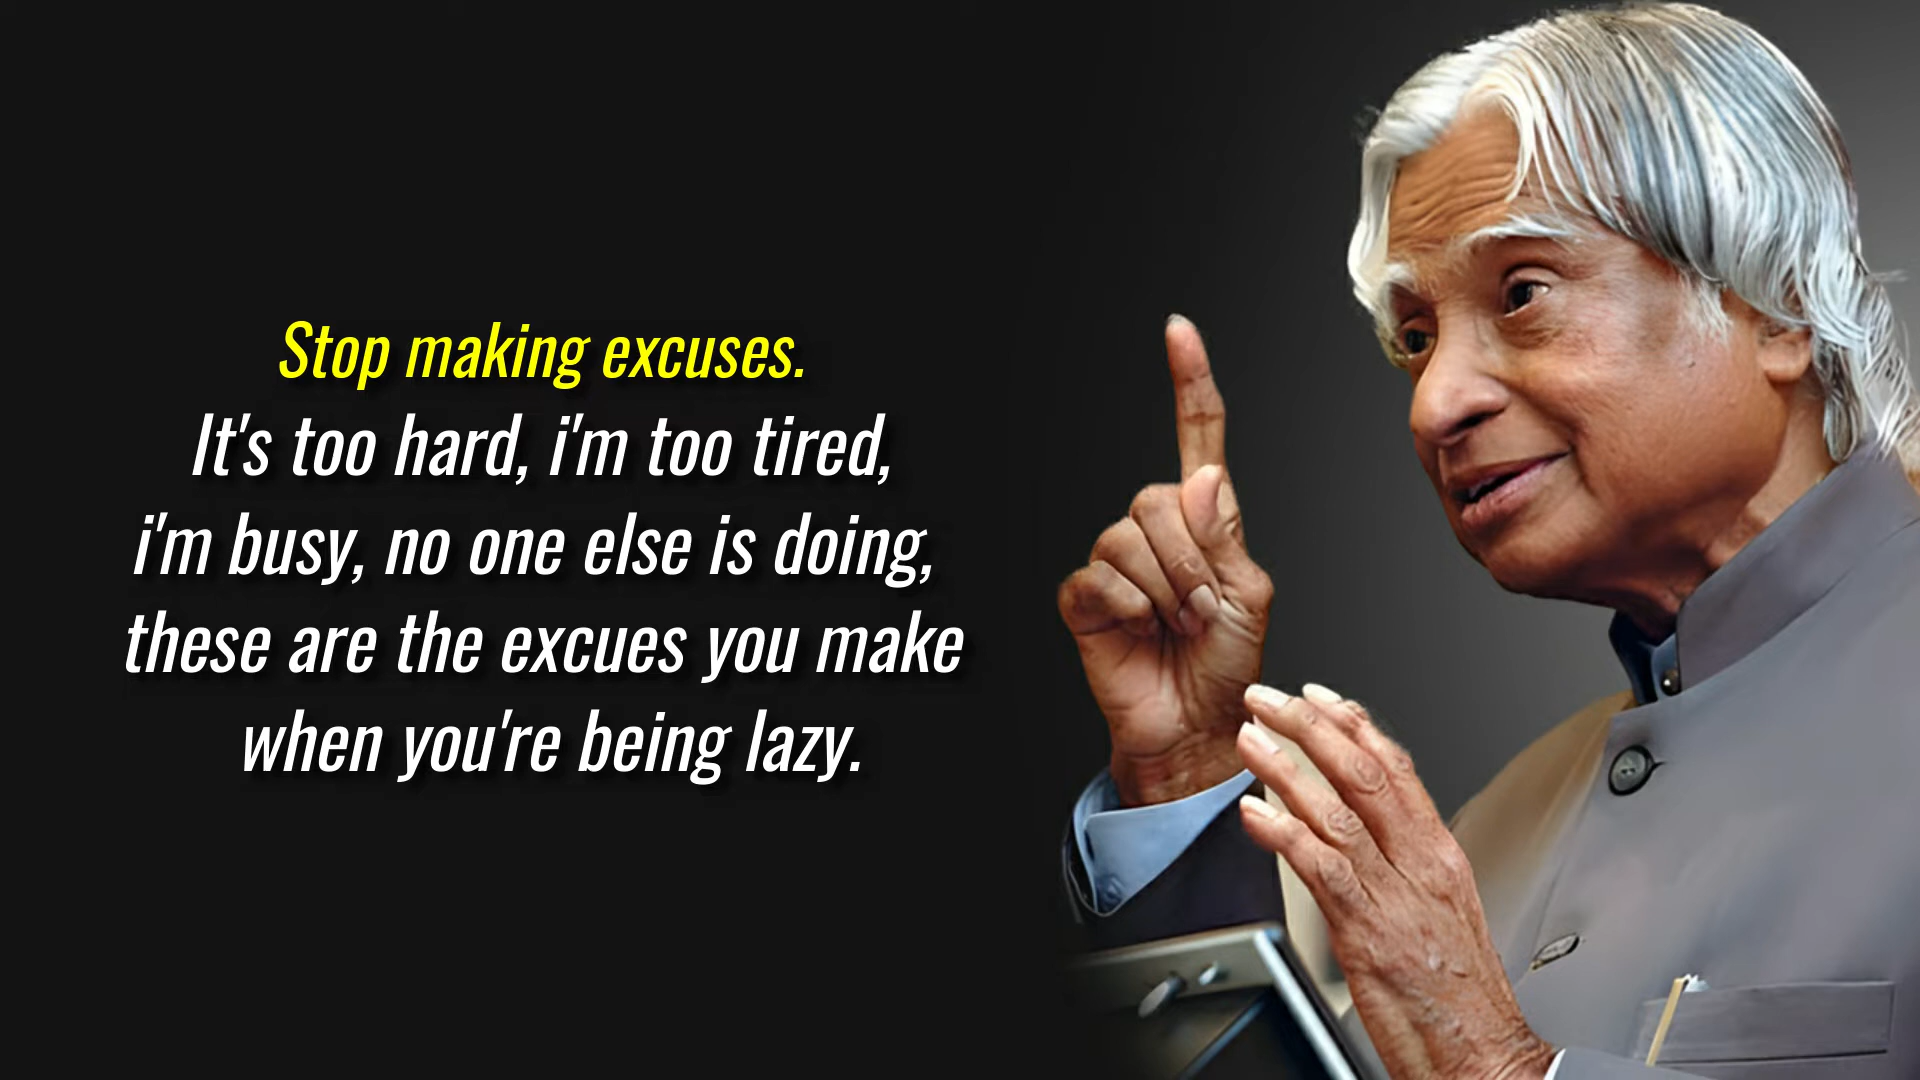 Stop making excuses.
It's too hard, i'm too tired,
i'm busy, no one else is doing,
these are the excues you make
when you're being lazy.